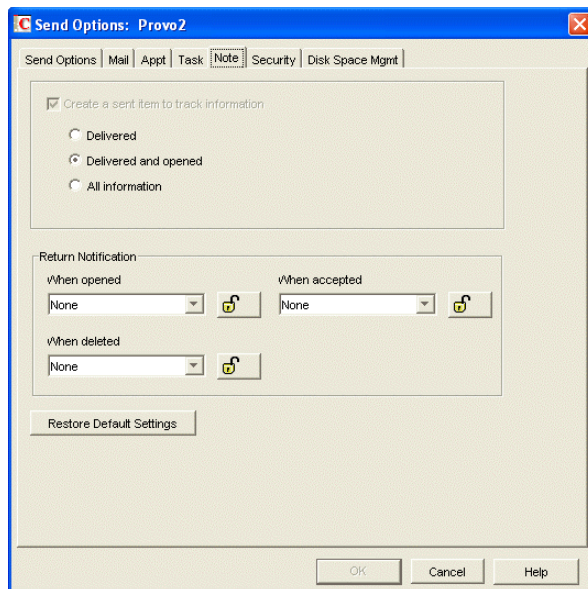 Send Options: Provo2
Send Options Mail Appt Task Note Security Disk Space Mgmt
Create a sent item to track information
Delivered
Delivered and opened
All information
Return Notification
When opened When accepted
None None
When deleted
None
Restore Default Settings
OK Cancel Help